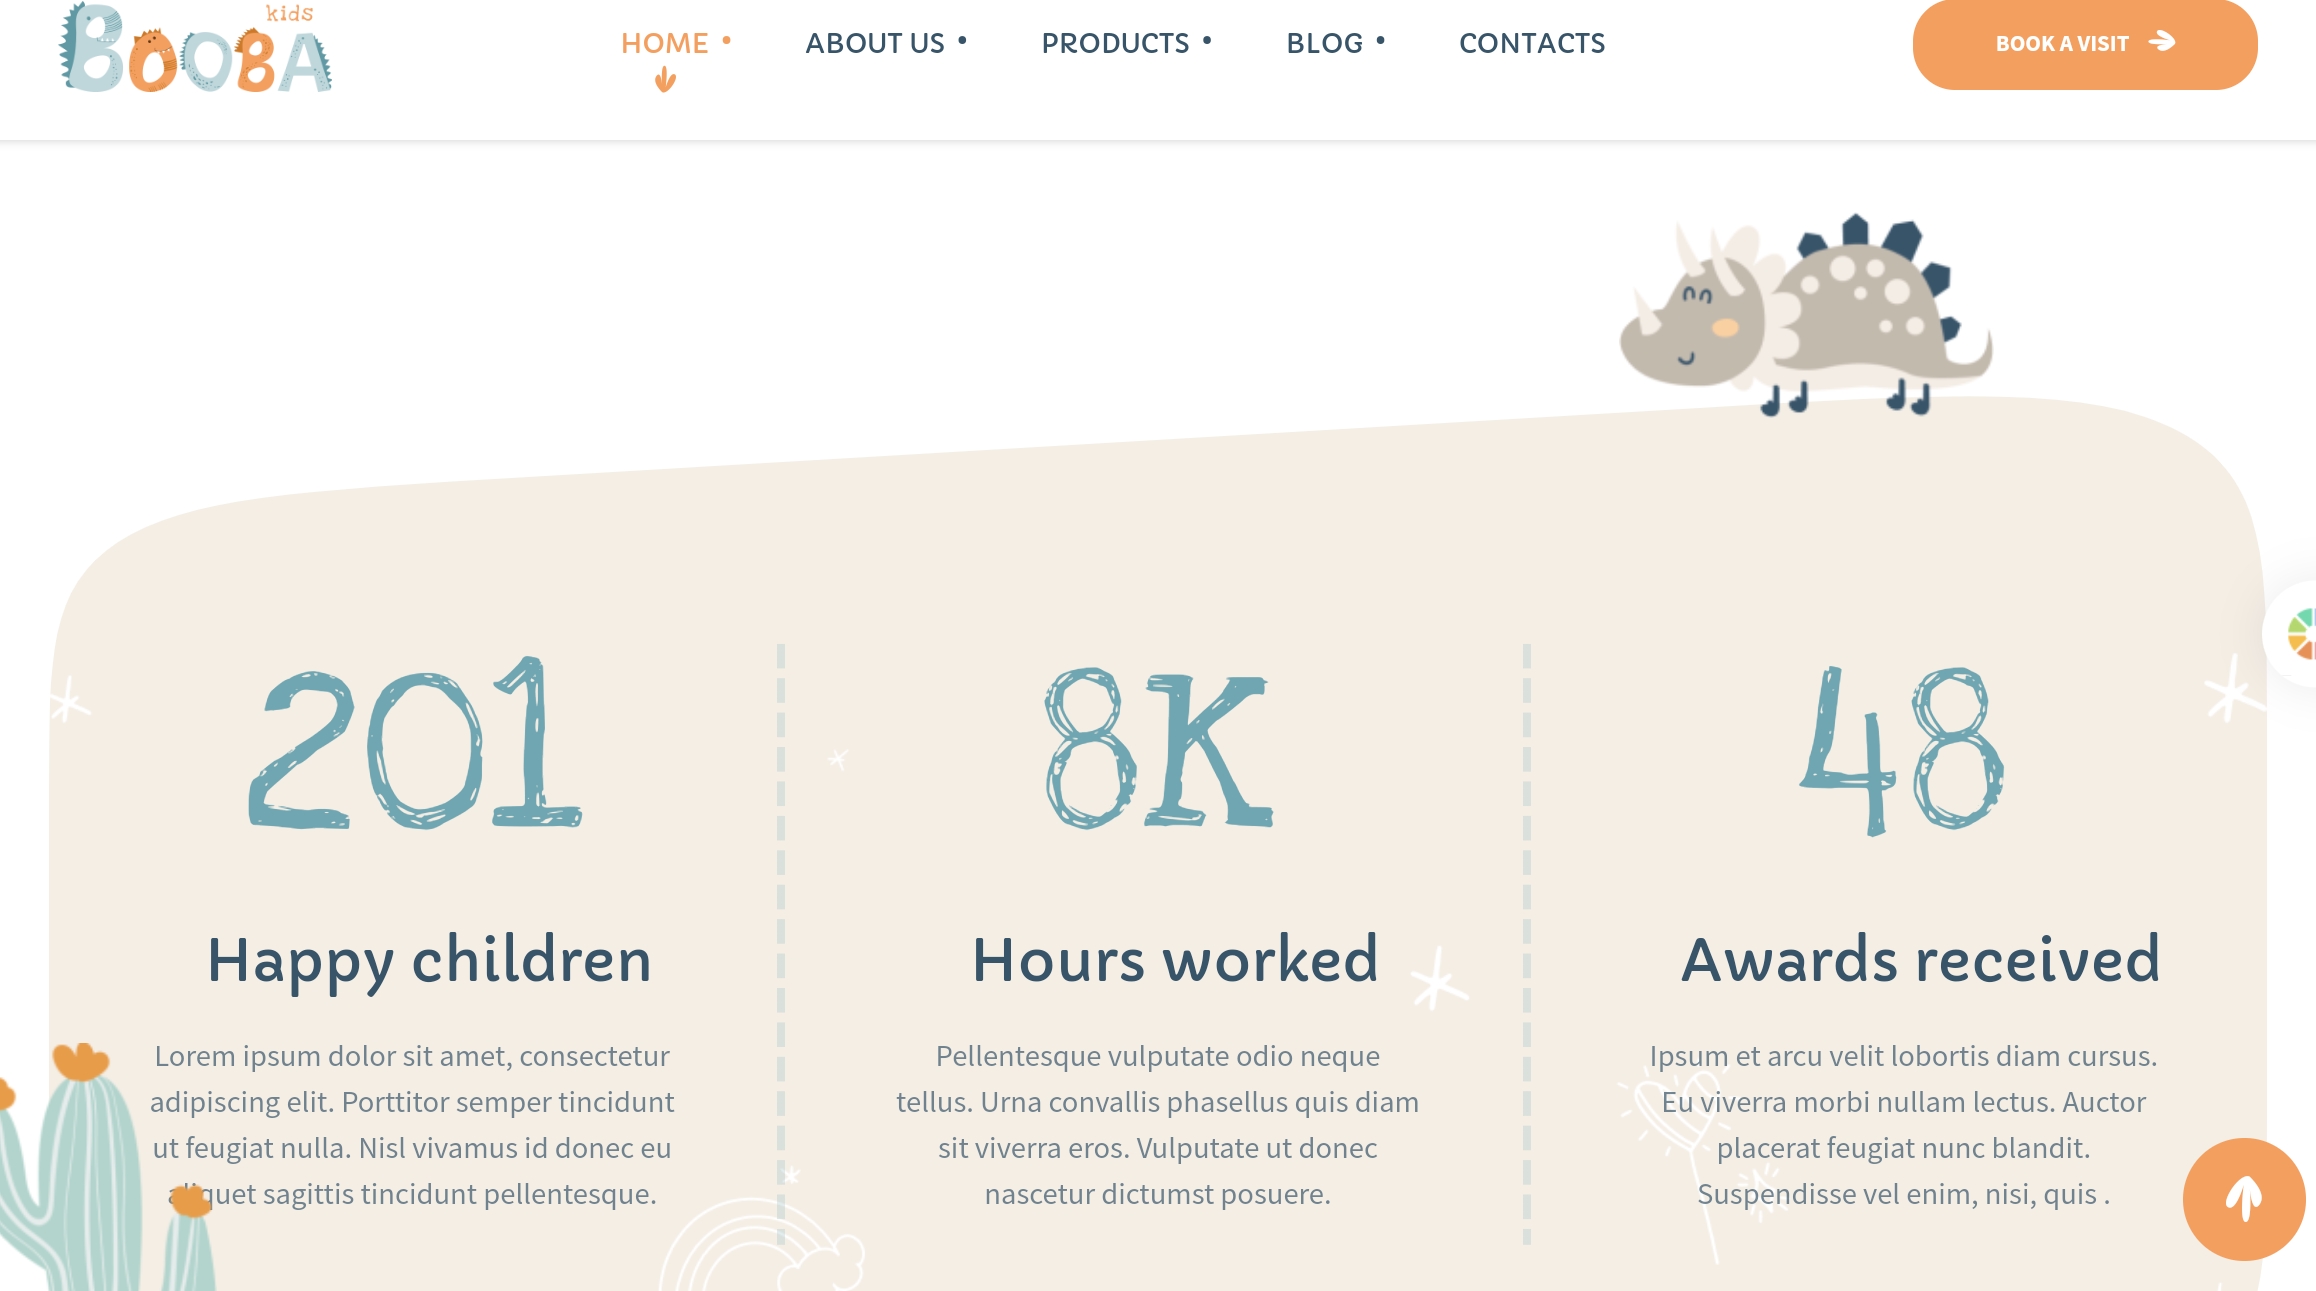 kids
BOOBA
HOME
ABOUT US
PRODUCTS
BLOG
CONTACTS
BOOK A VISIT
201
Happy children
Lorem ipsum dolor sit amet, consectetur
adipiscing elit. Porttitor semper tincidunt
ut feugiat nulla. Nisl vivamus id donec eu
aliquet sagittis tincidunt pellentesque.
8K
Hours worked
Pellentesque vulputate odio neque
tellus. Urna convallis phasellus quis diam
sit viverra eros. Vulputate ut donec
nascetur dictumst posuere.
48
Awards received
Ipsum et arcu velit lobortis diam cursus.
Eu viverra morbi nullam lectus. Auctor
placerat feugiat nunc blandit.
Suspendisse vel enim, nisi, quis .